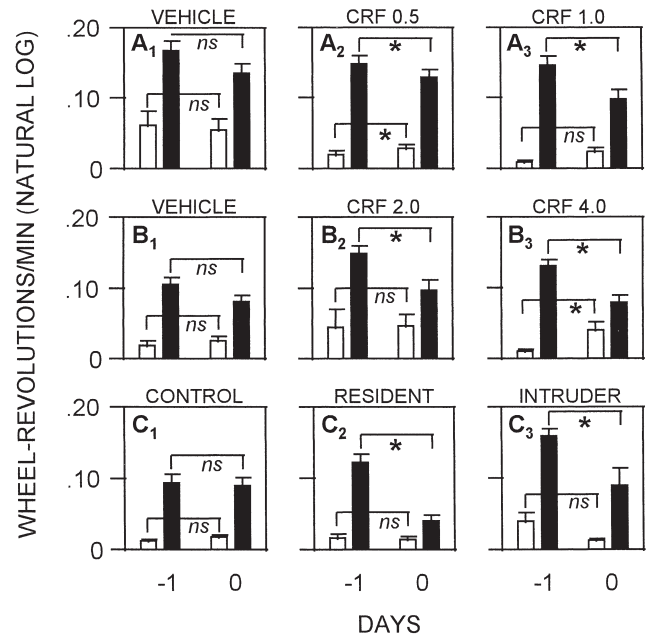 WHEEL-REVOLUTIONS/MIN (NATURAL LOG)
VEHICLE CRF 0.5 CRF 1.0
.20 A1 ns A2 * A3 *
.10 ns * ns
0
VEHICLE CRF 2.0 CRF 4.0
.20 B1 ns B2 * B3 *
.10 ns ns *
0
CONTROL RESIDENT INTRUDER
.20 C1 ns C2 * C3 *
.10 ns ns ns
0
-1 0 -1 0 -1 0
DAYS